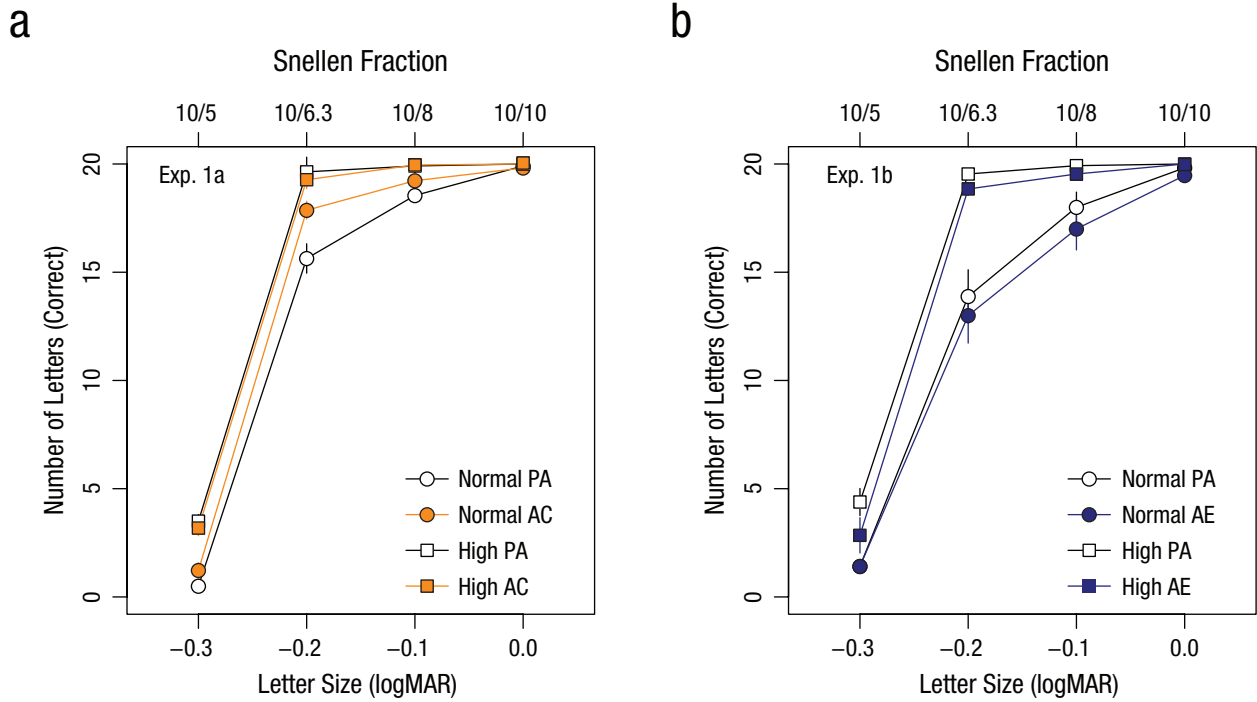 a
Snellen Fraction
10/5 10/6.3 10/8 10/10
Exp. 1a
Number of Letters (Correct)
20
15
10
5
0
Normal PA
Normal AC
High PA
High AC
−0.3 −0.2 −0.1 0.0
Letter Size (logMAR)
b
Snellen Fraction
10/5 10/6.3 10/8 10/10
Exp. 1b
Number of Letters (Correct)
20
15
10
5
0
Normal PA
Normal AE
High PA
High AE
−0.3 −0.2 −0.1 0.0
Letter Size (logMAR)